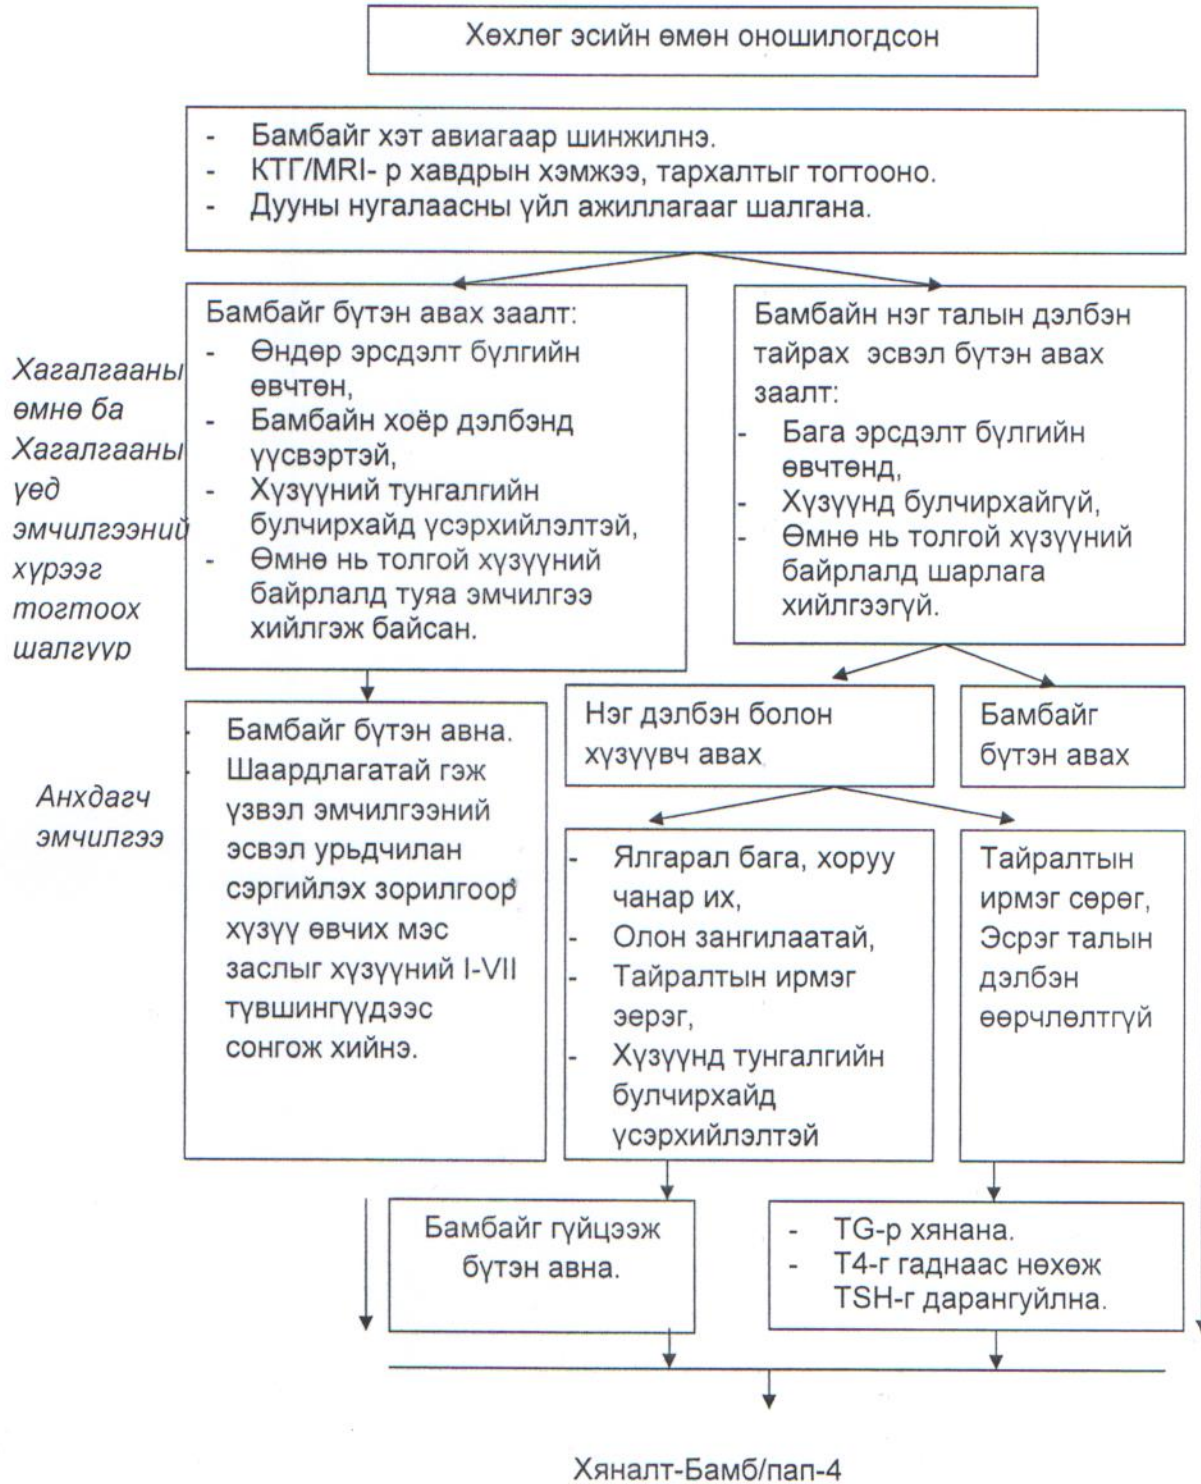 Хөхлөг эсийн өмөн оношилогдсон
- Бамбайг хэт авиагаар шинжилнэ.
- КТГ/MRI- р хавдрын хэмжээ, тархалтыг тогтооно.
- Дууны нугалаасны үйл ажиллагааг шалгана.
Хагалгааны
өмнө ба
Хагалгааны
үед
эмчилгээний
хүрээг
тогтоох
шалгүүр
Бамбайг бүтэн авах заалт:
- Өндөр эрсдэлт бүлгийн
өвчтөн,
- Бамбайн хоёр дэлбэнд
үүсвэртэй,
- Хүзүүний тунгалгийн
булчирхайд үсэрхийлэлтэй,
- Өмнө нь толгой хүзүүний
байрлалд туяа эмчилгээ
хийлгэж байсан.
Бамбайн нэг талын дэлбэн
тайрах эсвэл бүтэн авах
заалт:
- Бага эрсдэлт бүлгийн
өвчтөнд,
- Хүзүүнд булчирхайгүй,
- Өмнө нь толгой хүзүүний
байрлалд шарлага
хийлгээгүй.
Анхдагч
эмчилгээ
- Бамбайг бүтэн авна.
- Шаардлагатай гэж
үзвэл эмчилгээний
эсвэл урьдчилан
сэргийлэх зорилгоор
хүзүү өвчих мэс
заслыг хүзүүний I-VII
түвшингүүдээс
сонгож хийнэ.
Нэг дэлбэн болон
хүзүүвч авах
Бамбайг
бүтэн авах
- Ялгарал бага, хоруу
чанар их,
- Олон зангилаатай,
- Тайралтын ирмэг
эерэг,
- Хүзүүнд тунгалгийн
булчирхайд
үсэрхийлэлтэй
Тайралтын
ирмэг сөрөг,
Эсрэг талын
дэлбэн
өөрчлөлтгүй
Бамбайг гүйцээж
бүтэн авна.
- TG-р хянана.
- T4-г гаднаас нөхөж
TSH-г дарангуйлна.
Хяналт-Бамб/пап-4